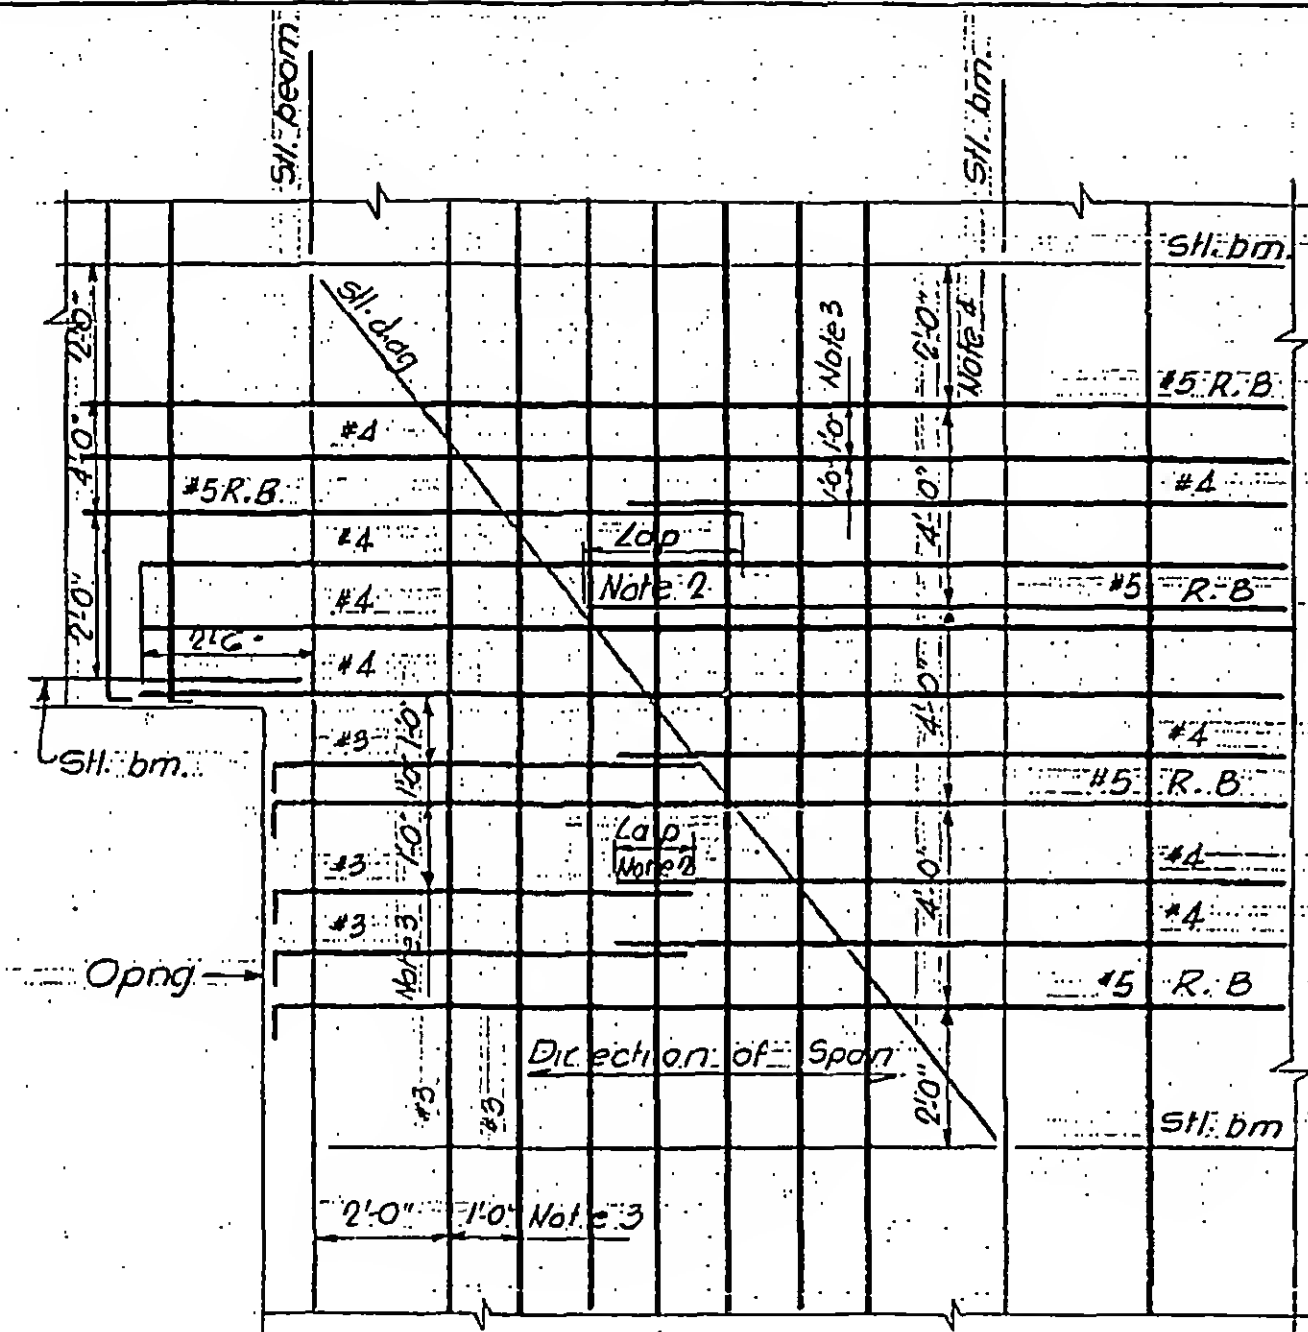 Stl. beam.
Stl. bm.
Stl. bm.
Stl. diag
2'-0"
2'-0"
Note 4
Note 3
#5 R.B
#4
4'-0"
1'-0"
1'-0"
4'-0"
#5 R.B.
#4
#4
Lap
Note 2
#5 R.B
#4
2'-0"
2'-6"
#4
4'-0"
Stl. bm.
#3
1'-0"
1'-0"
#4
#5 R.B
Lap
Note 2
1'-0"
#3
4'-0"
#4
#3
Note 3
#4
Opng
#5 R.B
Direction of Span
#3
#3
2'-0"
Stl. bm
2'-0" 1'-0" Note 3